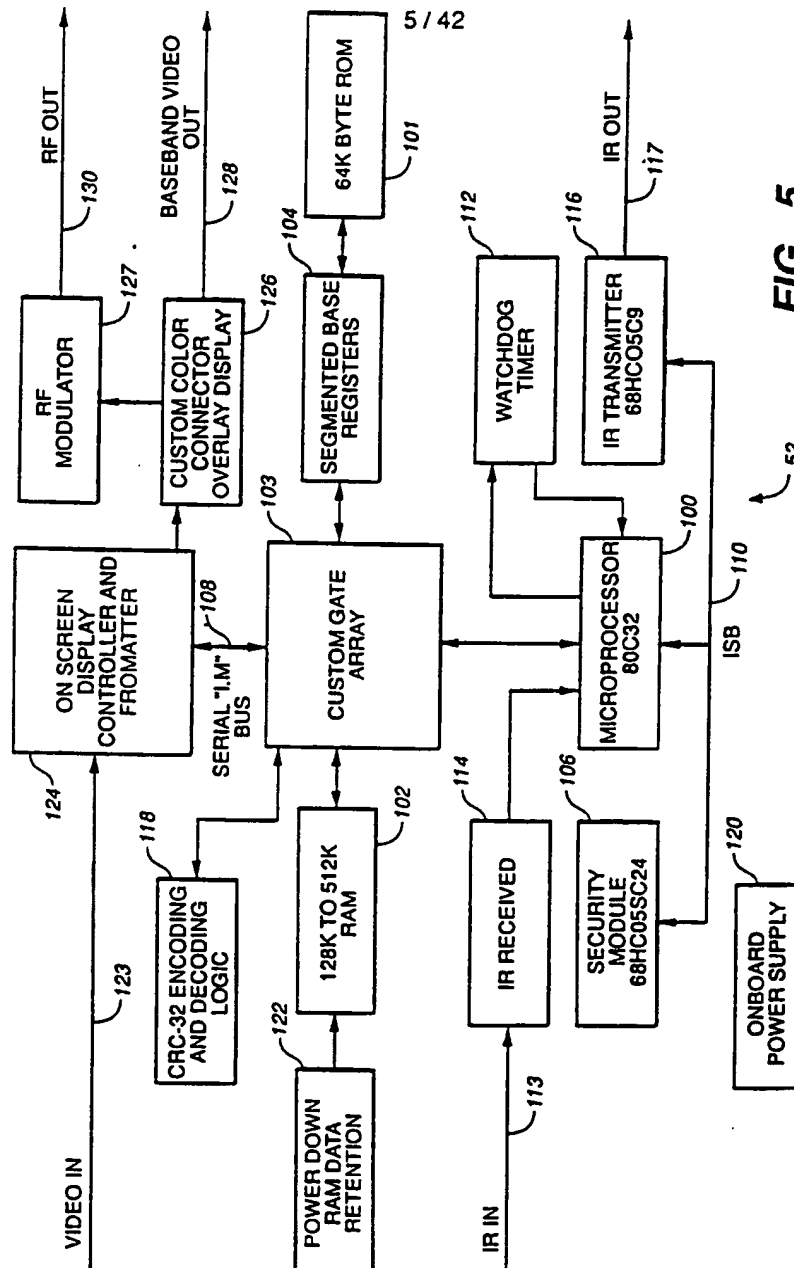 5 / 42
VIDEO IN
123
124
ON SCREEN
DISPLAY
CONTROLLER AND
FROMATTER
RF
MODULATOR
127
RF OUT
130
CUSTOM COLOR
CONNECTOR
OVERLAY DISPLAY
126
BASEBAND VIDEO
OUT
128
SERIAL "I.M"
BUS
108
118
CRC-32 ENCODING
AND DECODING
LOGIC
122
POWER DOWN
RAM DATA
RETENTION
128K TO 512K
RAM
102
CUSTOM GATE
ARRAY
103
SEGMENTED BASE
REGISTERS
104
64K BYTE ROM
101
IR IN
113
IR RECEIVED
114
MICROPROCESSOR
80C32
100
WATCHDOG
TIMER
112
SECURITY
MODULE
68HC05SC24
106
IR TRANSMITTER
68HCO5C9
116
IR OUT
117
ISB
110
ONBOARD
POWER SUPPLY
120
FIG. 5